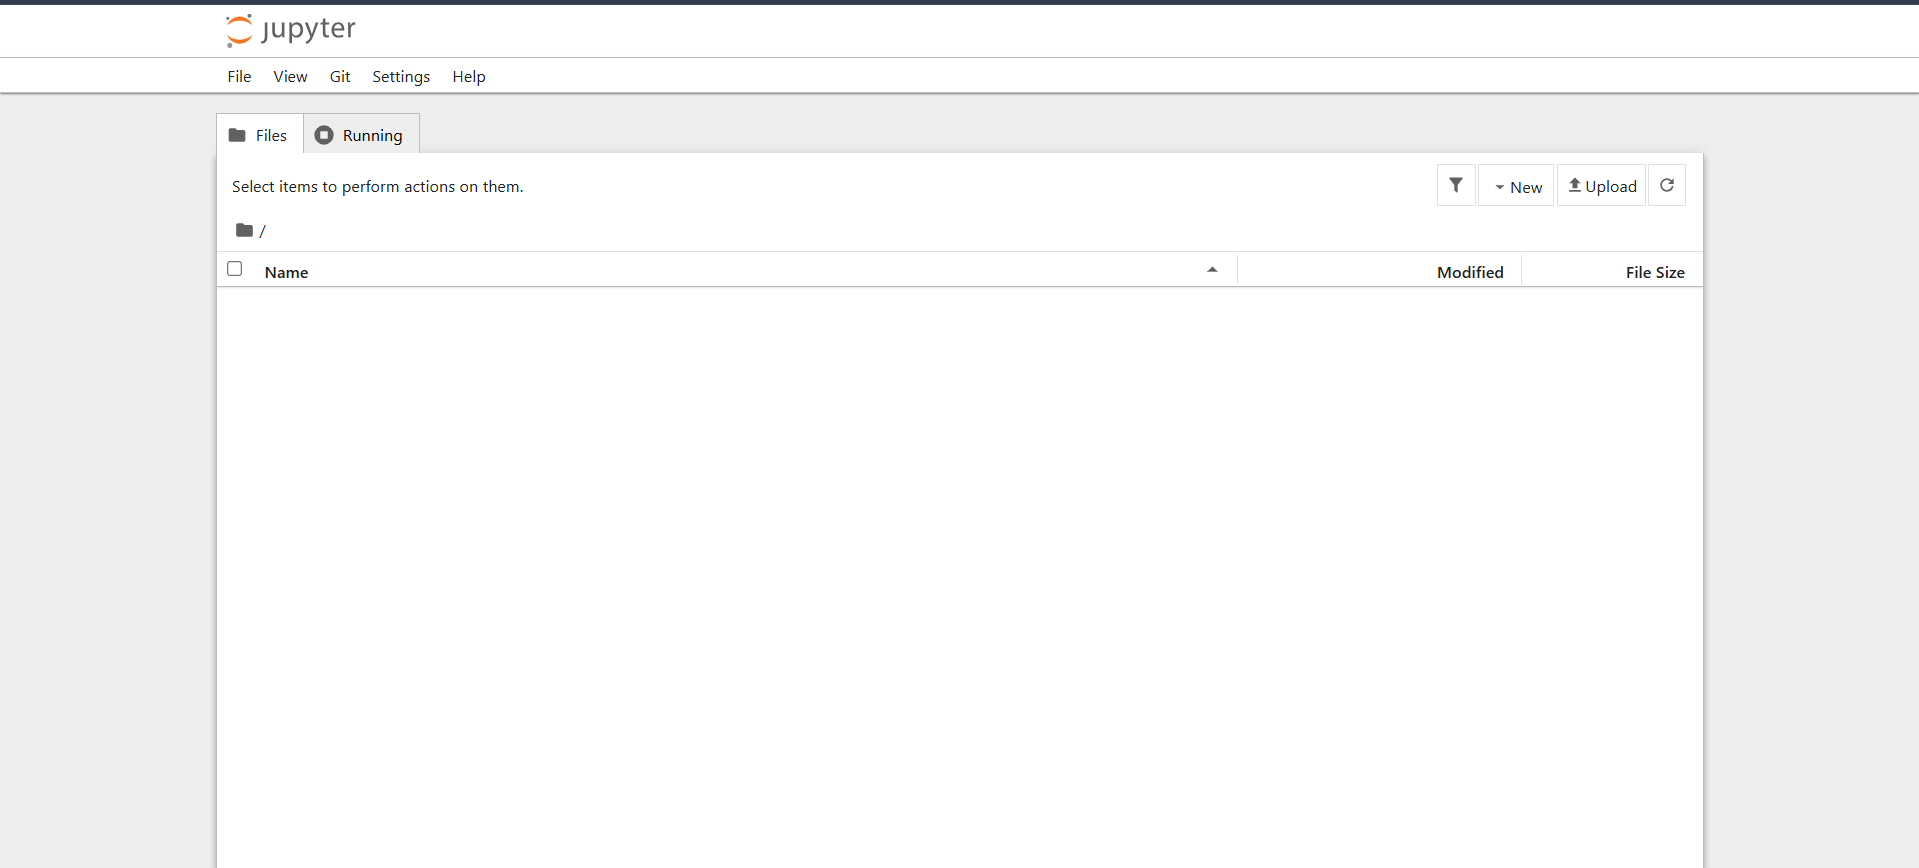 jupyter
File View Git Settings Help
Files Running
Select items to perform actions on them. New Upload
/
Name Modified File Size